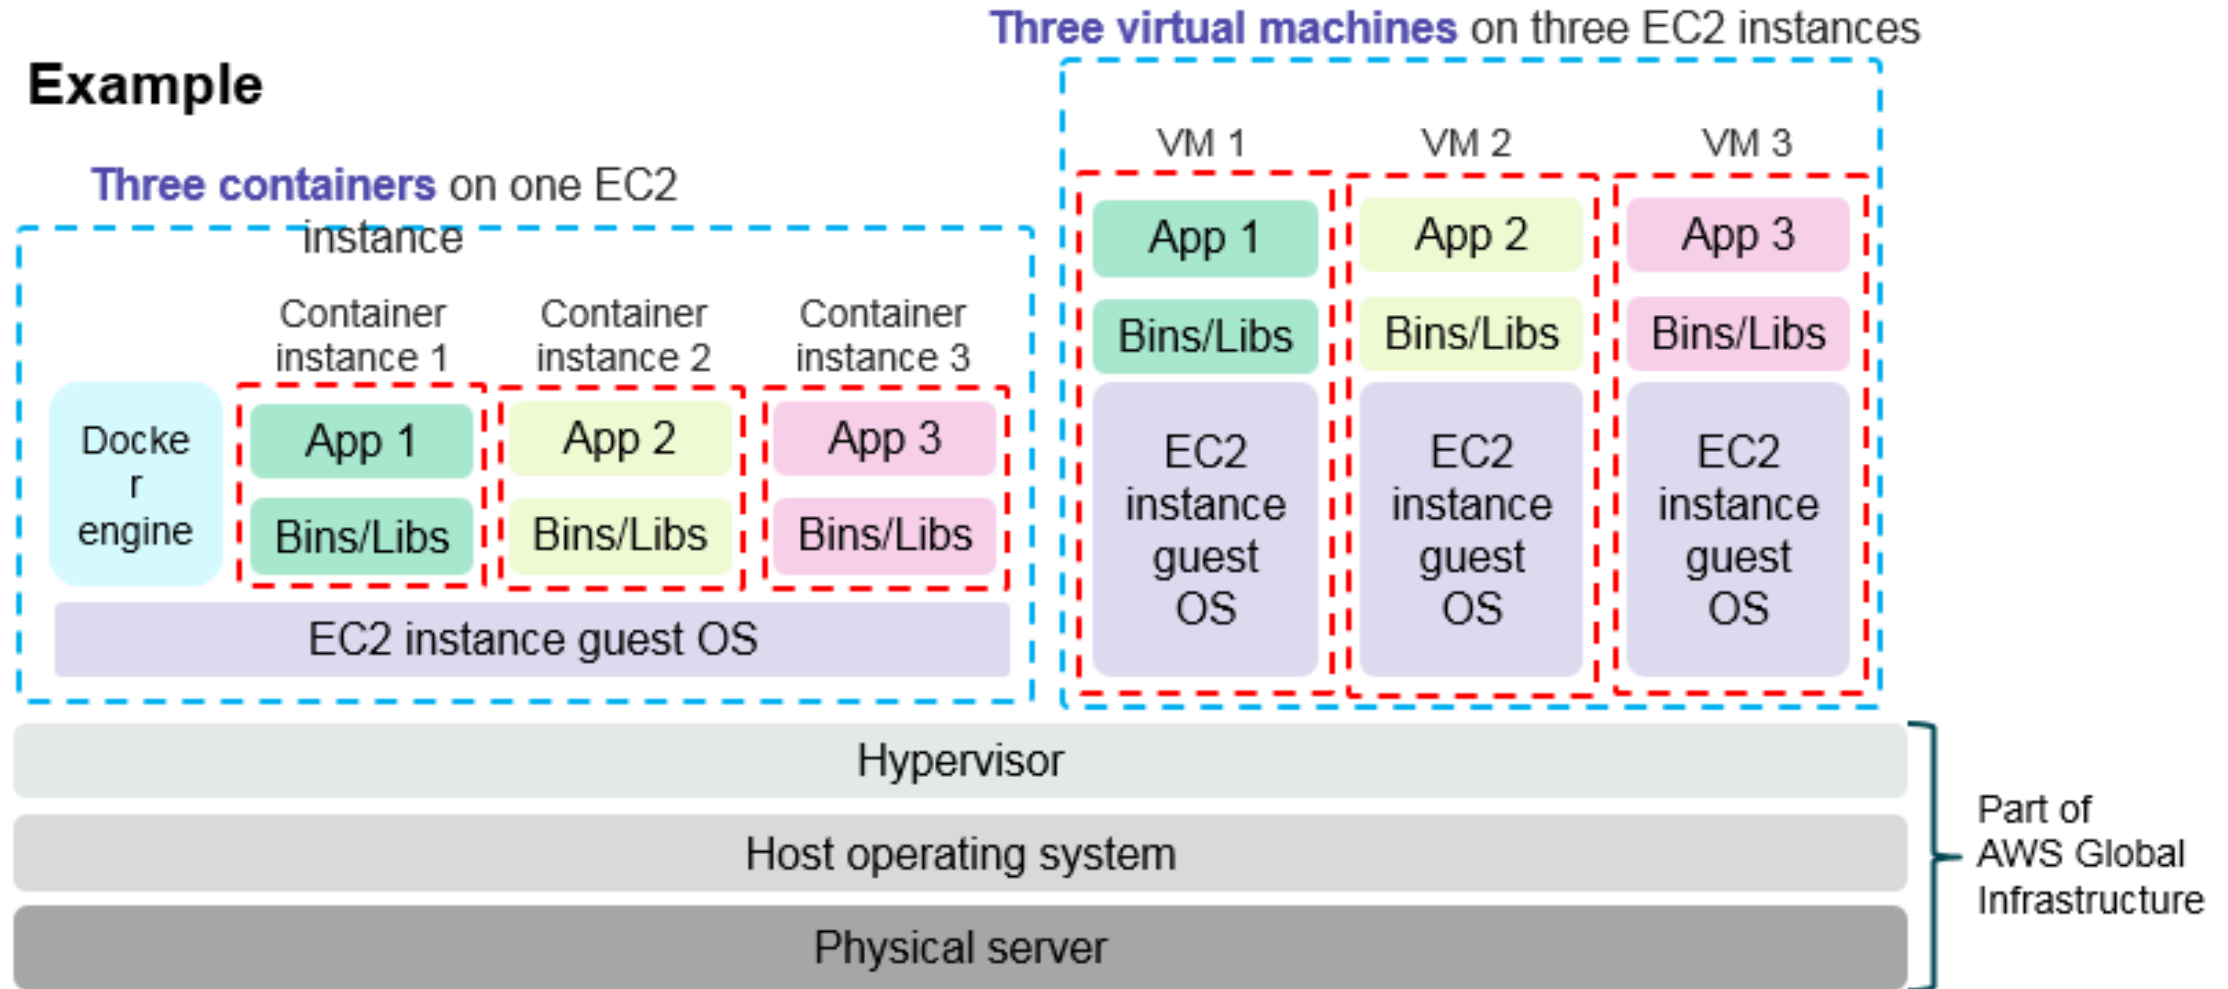 Three virtual machines on three EC2 instances
Example
Three containers on one EC2
instance
Container
instance 1
Container
instance 2
Container
instance 3
Docke
r
engine
App 1
App 2
App 3
Bins/Libs
Bins/Libs
Bins/Libs
EC2 instance guest OS
VM 1
VM 2
VM 3
App 1
App 2
App 3
Bins/Libs
Bins/Libs
Bins/Libs
EC2
instance
guest
OS
EC2
instance
guest
OS
EC2
instance
guest
OS
Hypervisor
Host operating system
Physical server
Part of
AWS Global
Infrastructure